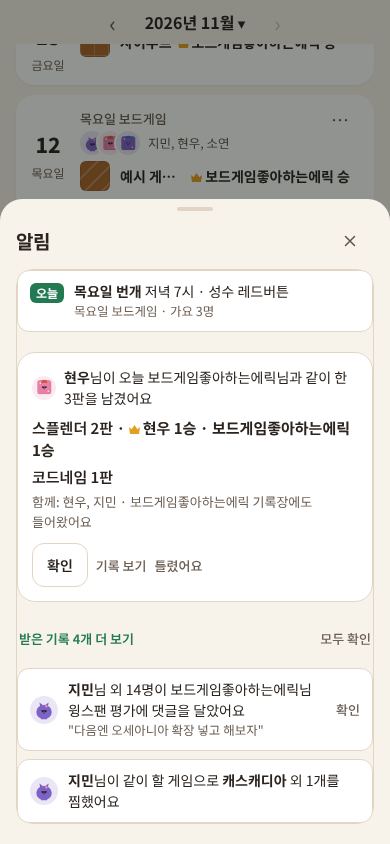 2026년 11월 ▾
금요일
목요일 보드게임
12
지민, 현우, 소연
목요일
예시 게… 보드게임좋아하는에릭 승
알림
오늘
목요일 번개 저녁 7시 · 성수 레드버튼
목요일 보드게임 · 가요 3명
현우님이 오늘 보드게임좋아하는에릭님과 같이 한
3판을 남겼어요
스플렌더 2판 · 현우 1승 · 보드게임좋아하는에릭
1승
코드네임 1판
함께: 현우, 지민 · 보드게임좋아하는에릭 기록장에도
들어왔어요
확인 기록 보기 틀렸어요
받은 기록 4개 더 보기 모두 확인
지민님 외 14명이 보드게임좋아하는에릭님
윙스팬 평가에 댓글을 달았어요
확인
"다음엔 오세아니아 확장 넣고 해보자"
지민님이 같이 할 게임으로 캐스캐디아 외 1개를
찜했어요